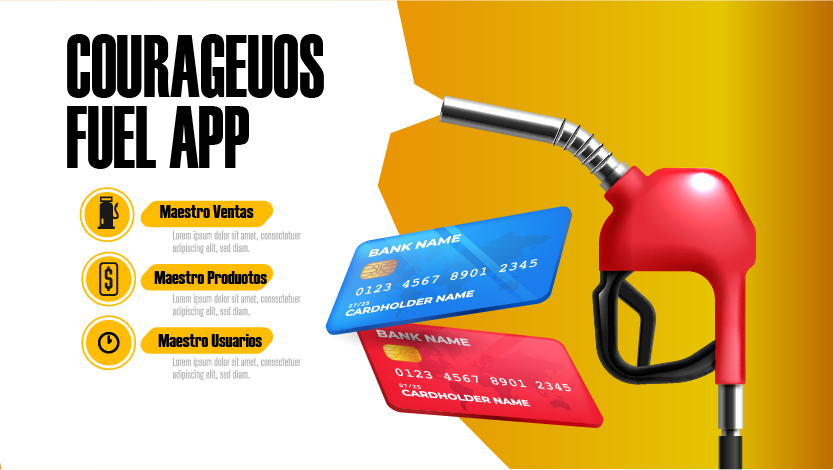 COURAGEUOS
FUEL APP
Maestro Ventas
Lorem ipsum dolor sit amet, consectetuer
adipiscing elit, sed diam.
Maestro Produotos
Lorem ipsum dolor sit amet, consectetuer
adipiscing elit, sed diam.
Maestro Usuarios
Lorem ipsum dolor sit amet, consectetuer
adipiscing elit, sed diam.
BANK NAME
0123 4567 8901 2345
07/25
CARDHOLDER NAME
BANK NAME
0123 4567 8901 2345
07/25
CARDHOLDER NAME